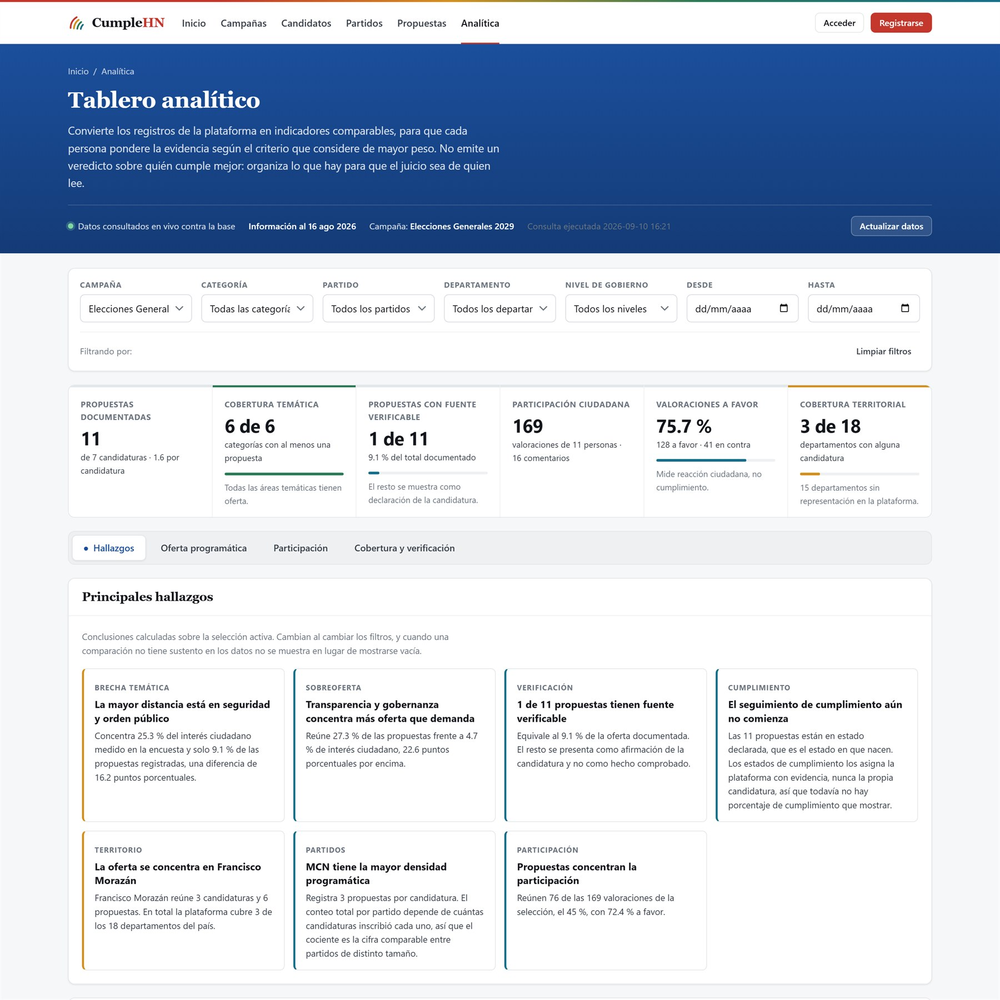 CumpleHN
Inicio
Campañas
Candidatos
Partidos
Propuestas
Analítica
Acceder
Registrarse
Inicio / Analítica
Tablero analítico
Convierte los registros de la plataforma en indicadores comparables, para que cada
persona pondere la evidencia según el criterio que considere de mayor peso. No emite un
veredicto sobre quién cumple mejor: organiza lo que hay para que el juicio sea de quien
lee.
Datos consultados en vivo contra la base
Información al 16 ago 2026
Campaña: Elecciones Generales 2029
Consulta ejecutada 2026-09-10 16:21
Actualizar datos
CAMPAÑA
CATEGORÍA
PARTIDO
DEPARTAMENTO
NIVEL DE GOBIERNO
DESDE
HASTA
Elecciones General
Todas las categoría
Todos los partidos
Todos los departar
Todos los niveles
dd/mm/aaaa
dd/mm/aaaa
Filtrando por:
Limpiar filtros
PROPUESTAS
DOCUMENTADAS
11
de 7 candidaturas · 1.6 por
candidatura
COBERTURA TEMÁTICA
6 de 6
categorías con al menos una
propuesta
Todas las áreas temáticas tienen
oferta.
PROPUESTAS CON FUENTE
VERIFICABLE
1 de 11
9.1 % del total documentado
El resto se muestra como
declaración de la candidatura.
PARTICIPACIÓN CIUDADANA
169
valoraciones de 11 personas ·
16 comentarios
VALORACIONES A FAVOR
75.7 %
128 a favor · 41 en contra
Mide reacción ciudadana, no
cumplimiento.
COBERTURA TERRITORIAL
3 de 18
departamentos con alguna
candidatura
15 departamentos sin
representación en la plataforma.
Hallazgos
Oferta programática
Participación
Cobertura y verificación
Principales hallazgos
Conclusiones calculadas sobre la selección activa. Cambian al cambiar los filtros, y cuando una
comparación no tiene sustento en los datos no se muestra en lugar de mostrarse vacía.
BRECHA TEMÁTICA
La mayor distancia está en seguridad
y orden público
Concentra 25.3 % del interés ciudadano
medido en la encuesta y solo 9.1 % de las
propuestas registradas, una diferencia de
16.2 puntos porcentuales.
SOBREOFERTA
Transparencia y gobernanza
concentra más oferta que demanda
Reúne 27.3 % de las propuestas frente a 4.7
% de interés ciudadano, 22.6 puntos
porcentuales por encima.
VERIFICACIÓN
1 de 11 propuestas tienen fuente
verificable
Equivale al 9.1 % de la oferta documentada.
El resto se presenta como afirmación de la
candidatura y no como hecho comprobado.
CUMPLIMIENTO
El seguimiento de cumplimiento aún
no comienza
Las 11 propuestas están en estado
declarada, que es el estado en que nacen.
Los estados de cumplimiento los asigna la
plataforma con evidencia, nunca la propia
candidatura, así que todavía no hay
porcentaje de cumplimiento que mostrar.
TERRITORIO
La oferta se concentra en Francisco
Morazán
Francisco Morazán reúne 3 candidaturas y 6
propuestas. En total la plataforma cubre 3 de
los 18 departamentos del país.
PARTIDOS
MCN tiene la mayor densidad
programática
Registra 3 propuestas por candidatura. El
conteo total por partido depende de cuántas
candidaturas inscribió cada uno, así que el
cociente es la cifra comparable entre
partidos de distinto tamaño.
PARTICIPACIÓN
Propuestas concentran la
participación
Reúnen 76 de las 169 valoraciones de la
selección, el 45 %, con 72.4 % a favor.